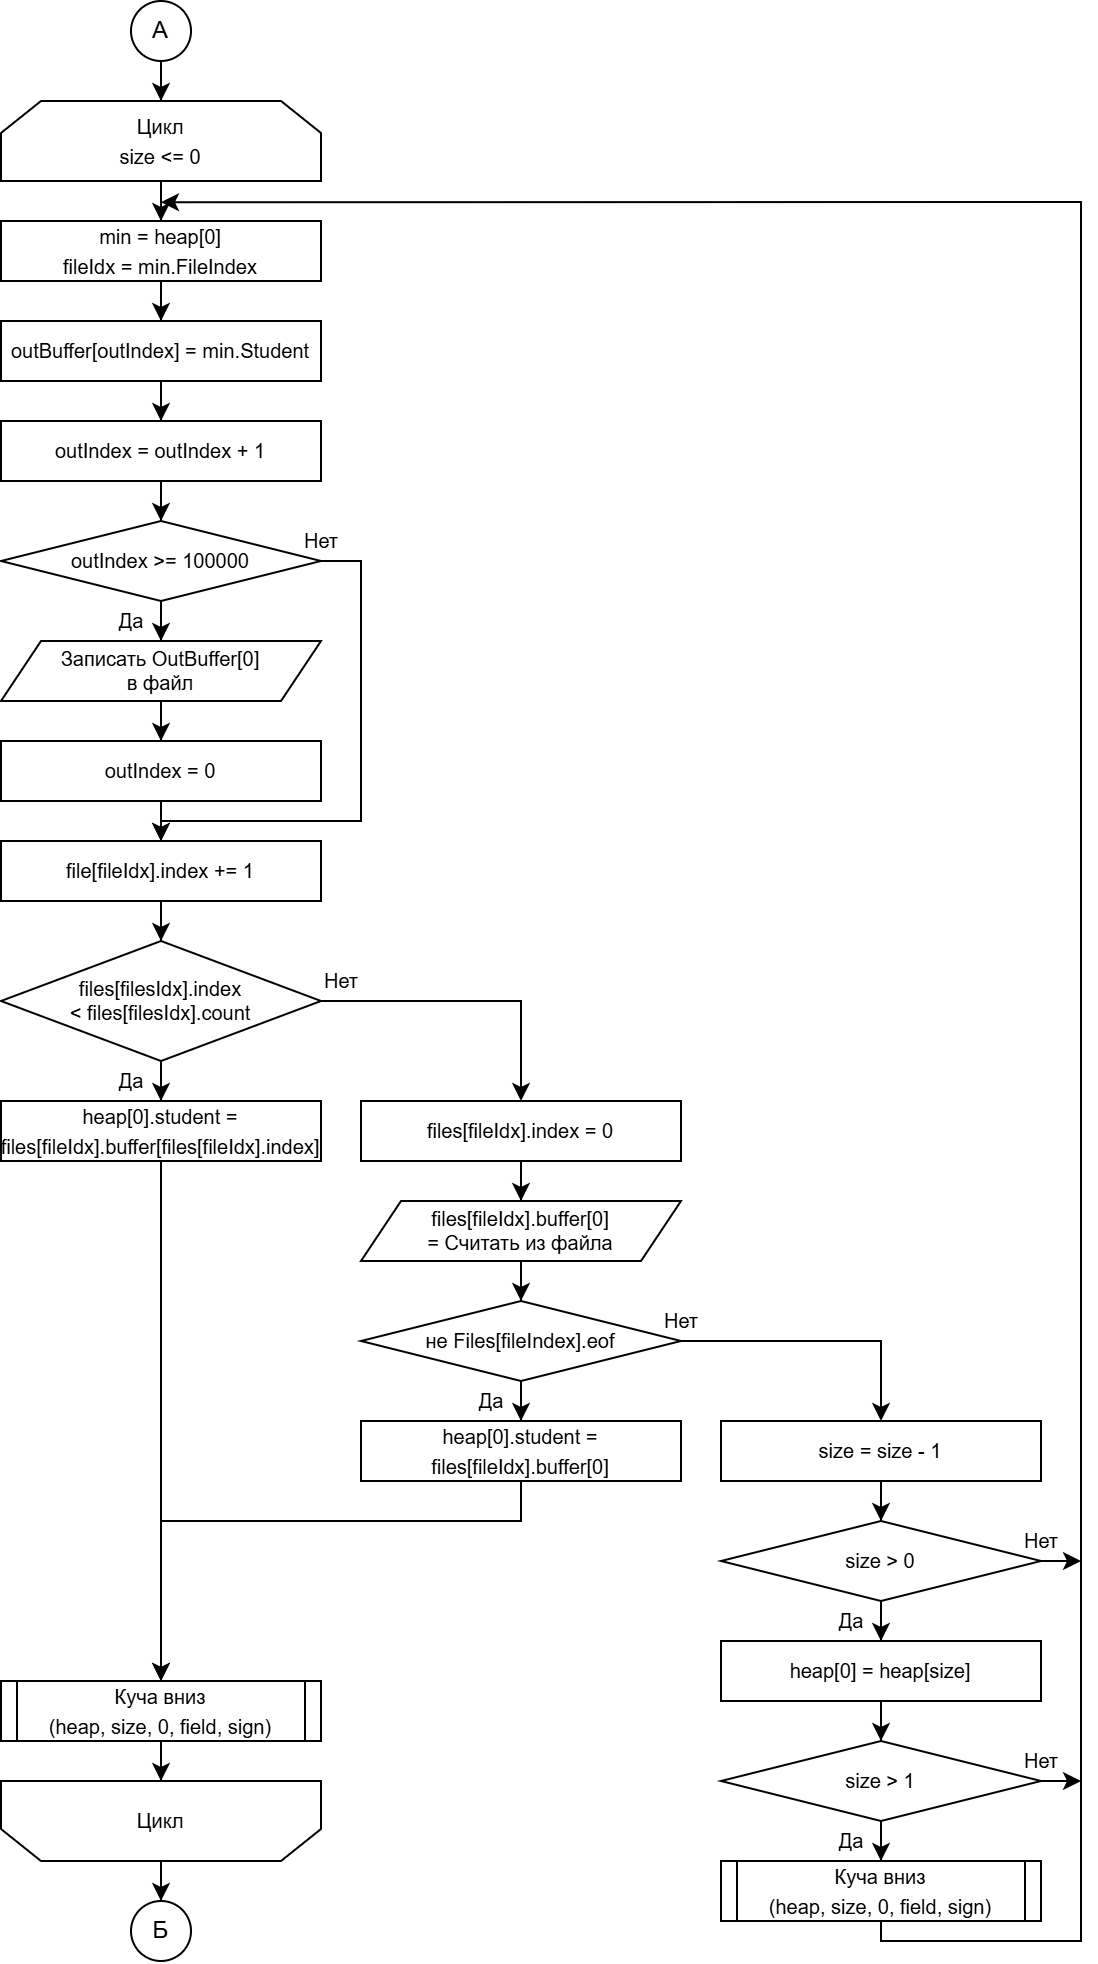 А
Цикл
size <= 0
min = heap[0]
fileIdx = min.FileIndex
outBuffer[outIndex] = min.Student
outIndex = outIndex + 1
Нет
outIndex >= 100000
Да
Записать OutBuffer[0]
в файл
outIndex = 0
file[fileIdx].index += 1
Нет
files[filesIdx].index
< files[filesIdx].count
Да
heap[0].student =
files[fileIdx].buffer[files[fileIdx].index]
files[fileIdx].index = 0
files[fileIdx].buffer[0]
= Считать из файла
Нет
не Files[fileIndex].eof
Да
heap[0].student =
files[fileIdx].buffer[0]
size = size - 1
Нет
size > 0
Да
heap[0] = heap[size]
Нет
size > 1
Да
Куча вниз
(heap, size, 0, field, sign)
Куча вниз
(heap, size, 0, field, sign)
Цикл
Б